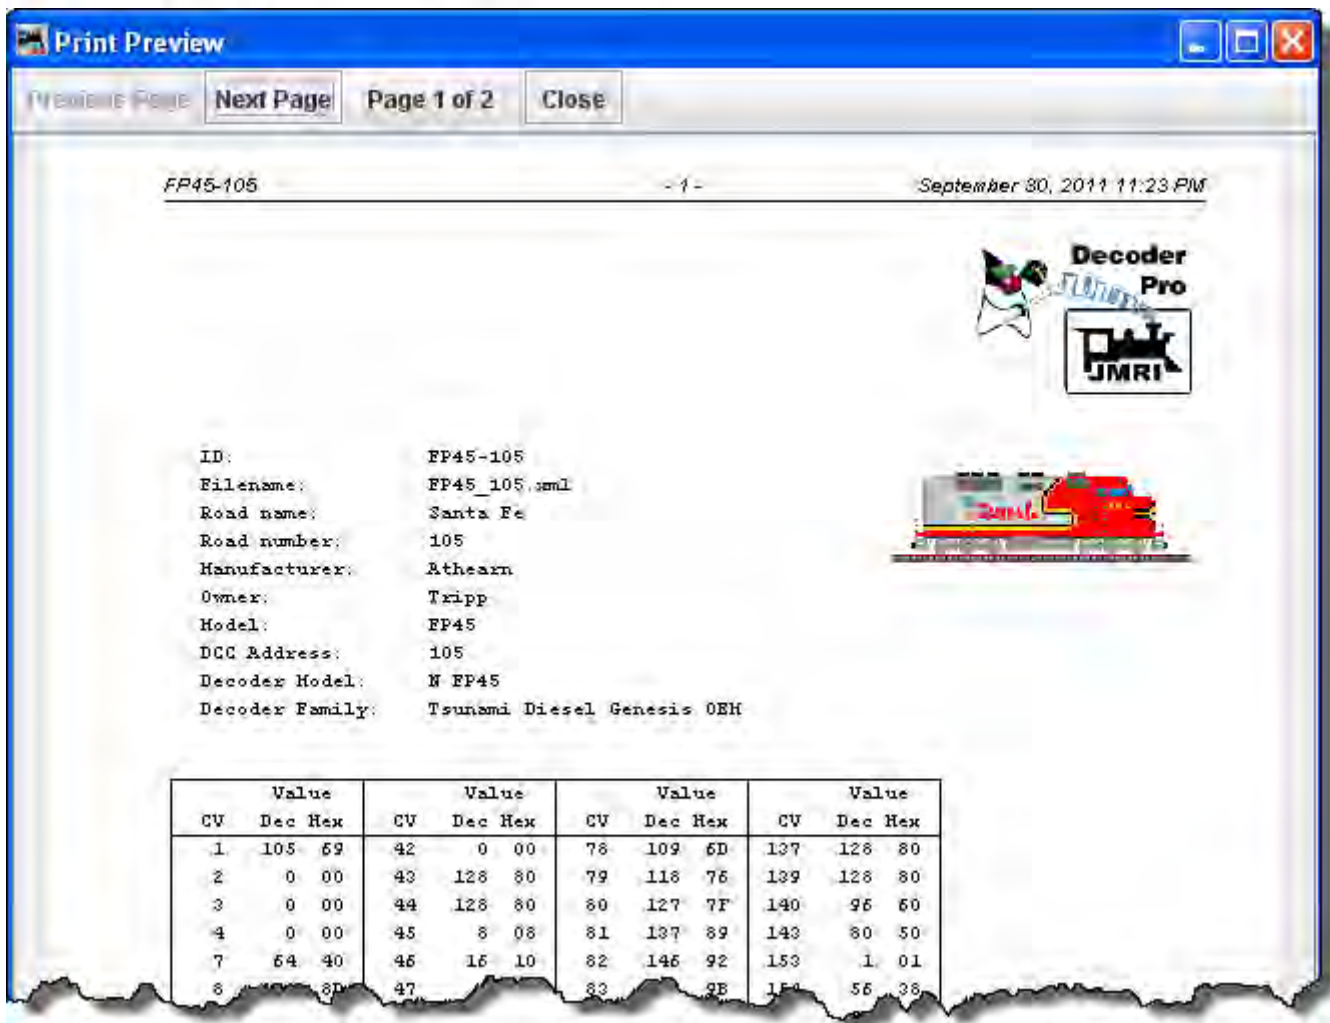 Print Preview
Previous Page Next Page Page 1 of 2 Close
FP45-105 - 1 - September 30, 2011 11:23 PM
Decoder
Pro
JMRI
ID: FP45-105
Filename: FP45_105.xml
Road name: Santa Fe
Road number: 105
Manufacturer: Athearn
Owner: Tripp
Model: FP45
DCC Address: 105
Decoder Model: N FP45
Decoder Family: Tsunami Diesel Genesis OEM
Value Value Value Value
CV Dec Hex CV Dec Hex CV Dec Hex CV Dec Hex
1 105 69 42 0 00 78 109 6D 137 128 80
2 0 00 43 128 80 79 118 76 139 128 80
3 0 00 44 128 80 80 127 7F 140 96 60
4 0 00 45 8 08 81 137 89 143 80 50
7 64 40 46 16 10 82 146 92 153 1 01
8 8D 47 83 9B 56 38